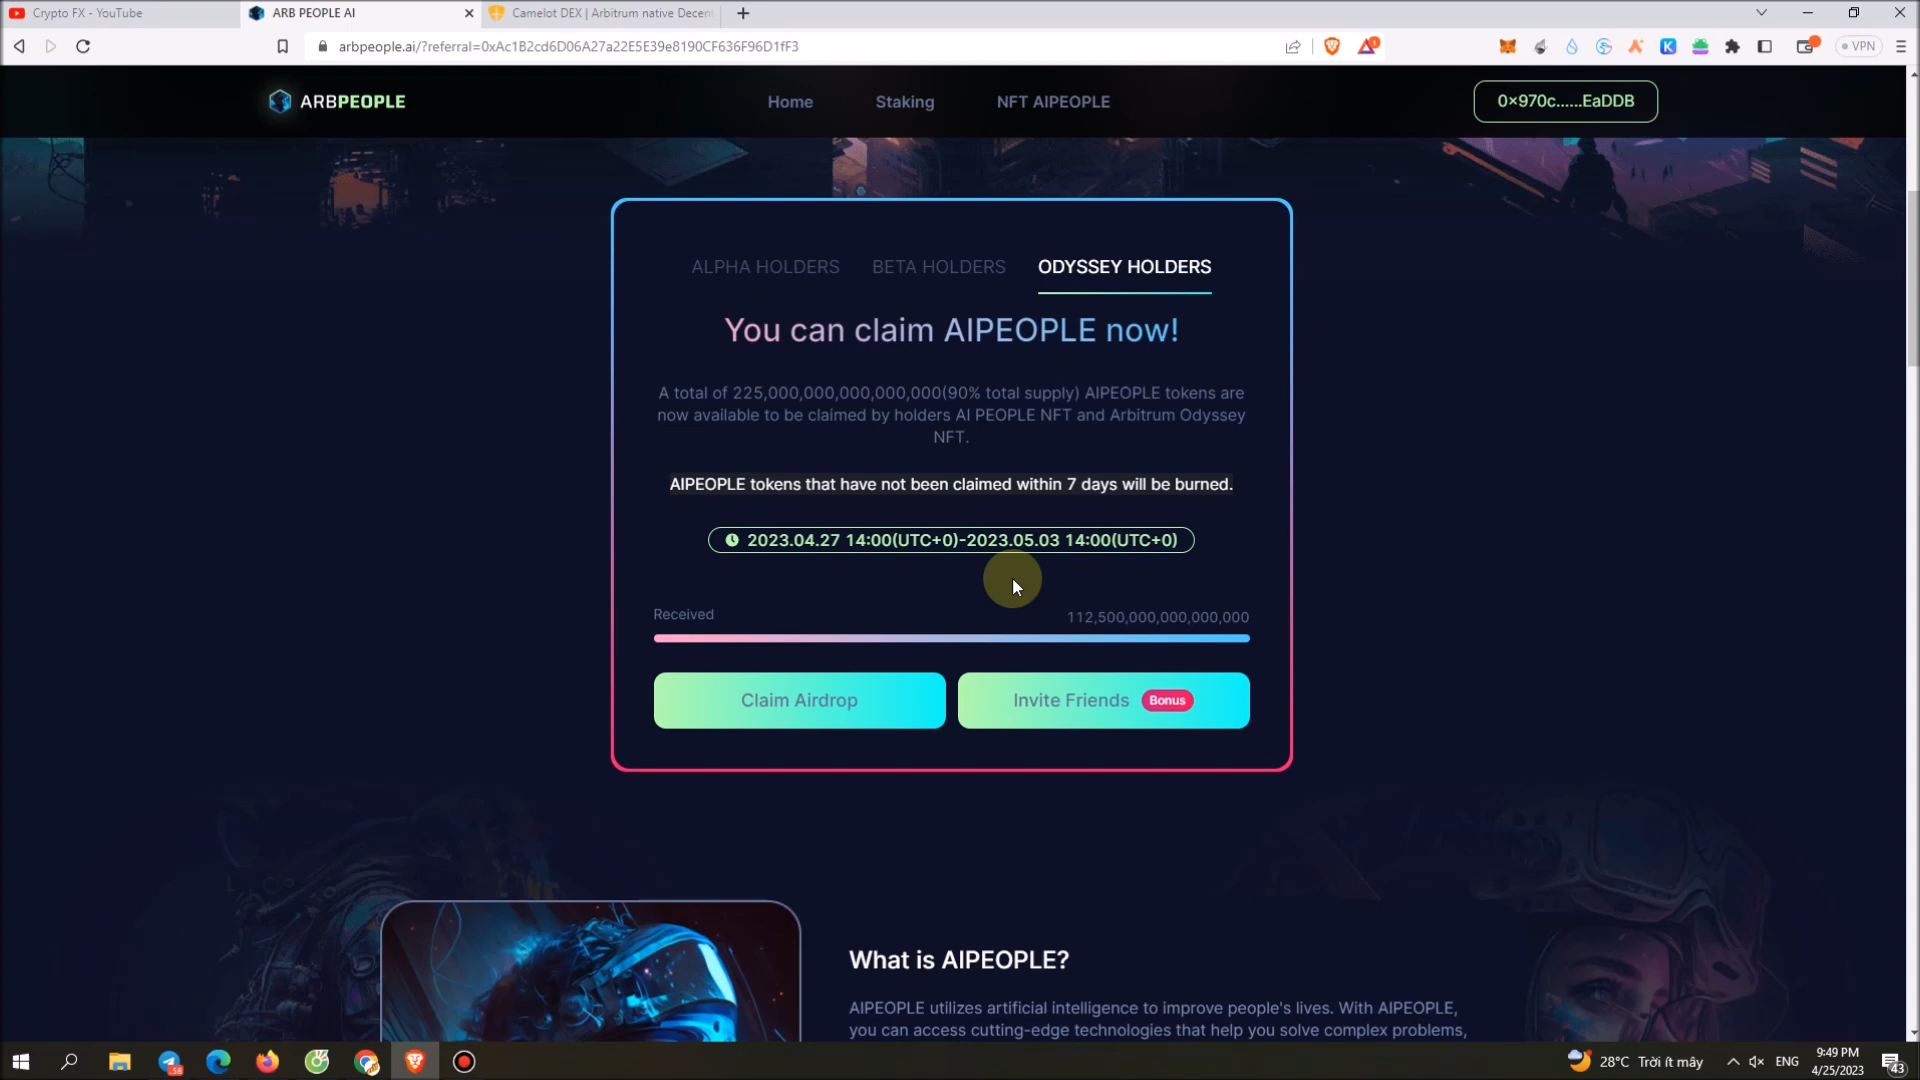 Crypto FX - YouTube
ARB PEOPLE AI
Camelot DEX | Arbitrum native Decen
arbpeople.ai/?referral=0xAc1B2cd6D06A27a22E5E39e8190CF636F96D1fF3
VPN
ARBPEOPLE
Home
Staking
NFT AIPEOPLE
0×970c......EaDDB
ALPHA HOLDERS
BETA HOLDERS
ODYSSEY HOLDERS
You can claim AIPEOPLE now!
A total of 225,000,000,000,000,000(90% total supply) AIPEOPLE tokens are
now available to be claimed by holders AI PEOPLE NFT and Arbitrum Odyssey
NFT.
AIPEOPLE tokens that have not been claimed within 7 days will be burned.
2023.04.27 14:00(UTC+0)-2023.05.03 14:00(UTC+0)
Received
112,500,000,000,000,000
Claim Airdrop
Invite Friends
Bonus
What is AIPEOPLE?
AIPEOPLE utilizes artificial intelligence to improve people's lives. With AIPEOPLE,
you can access cutting-edge technologies that help you solve complex problems,
28°C Trời ít mây
ENG
9:49 PM
4/25/2023
43